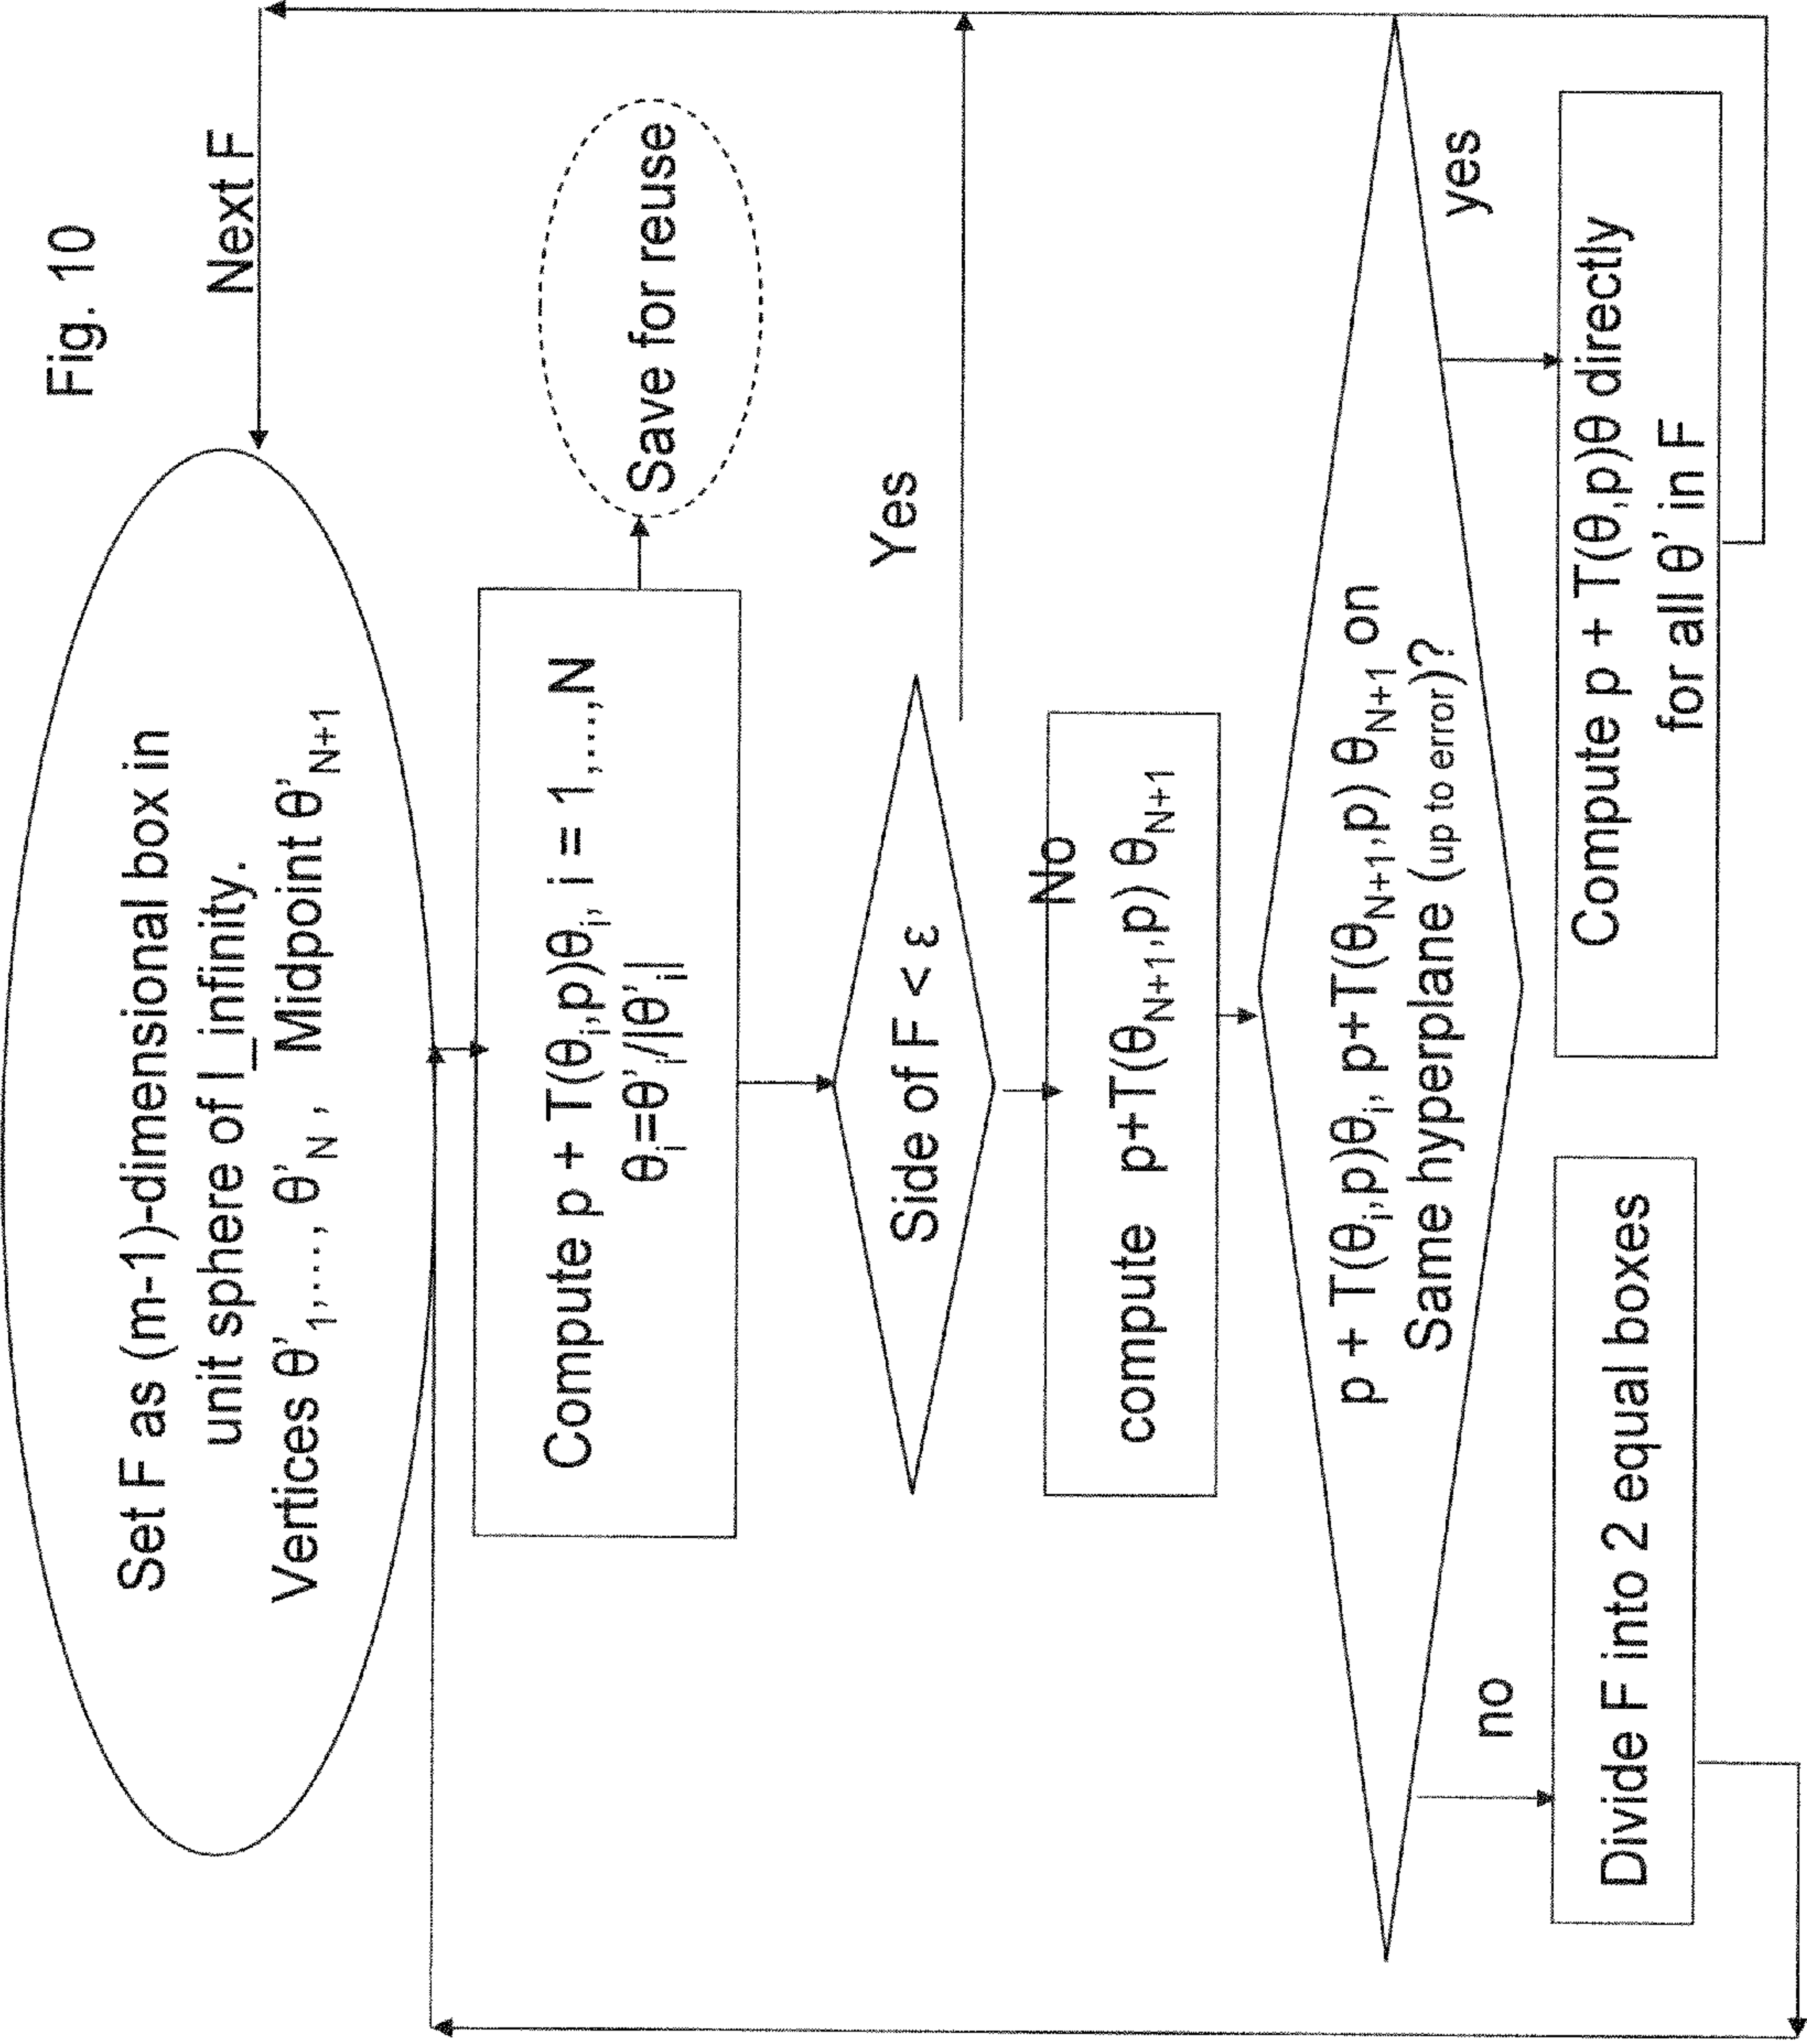 Fig. 10
Next F
Set F as (m-1)-dimensional box in
unit sphere of l_infinity.
Vertices θ'₁,..., θ'N , Midpoint θ'N+1
Compute p + T(θᵢ,p)θᵢ, i = 1,...,N
θᵢ=θ'ᵢ/|θ'ᵢ|
Save for reuse
Side of F < ε
Yes
No
compute p+T(θN+1,p) θN+1
p + T(θᵢ,p)θᵢ, p+T(θN+1,p) θN+1 on
Same hyperplane (up to error)?
no
yes
Divide F into 2 equal boxes
Compute p + T(θ,p)θ directly
for all θ' in F